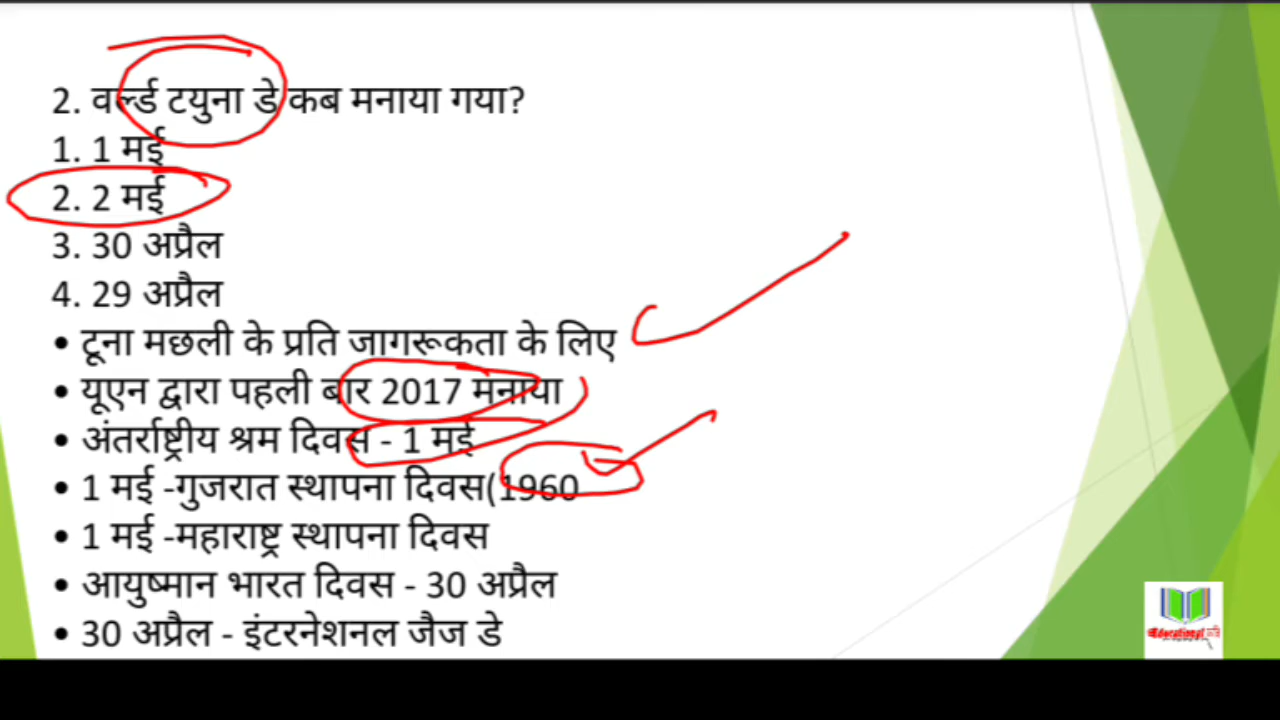 2. वर्ल्ड टयुना डे कब मनाया गया?
1. 1 मई
2. 2 मई
3. 30 अप्रैल
4. 29 अप्रैल
• टूना मछली के प्रति जागरूकता के लिए
• यूएन द्वारा पहली बार 2017 मनाया
• अंतर्राष्ट्रीय श्रम दिवस - 1 मई
• 1 मई -गुजरात स्थापना दिवस(1960
• 1 मई -महाराष्ट्र स्थापना दिवस
• आयुष्मान भारत दिवस - 30 अप्रैल
• 30 अप्रैल - इंटरनेशनल जैज डे
Educational